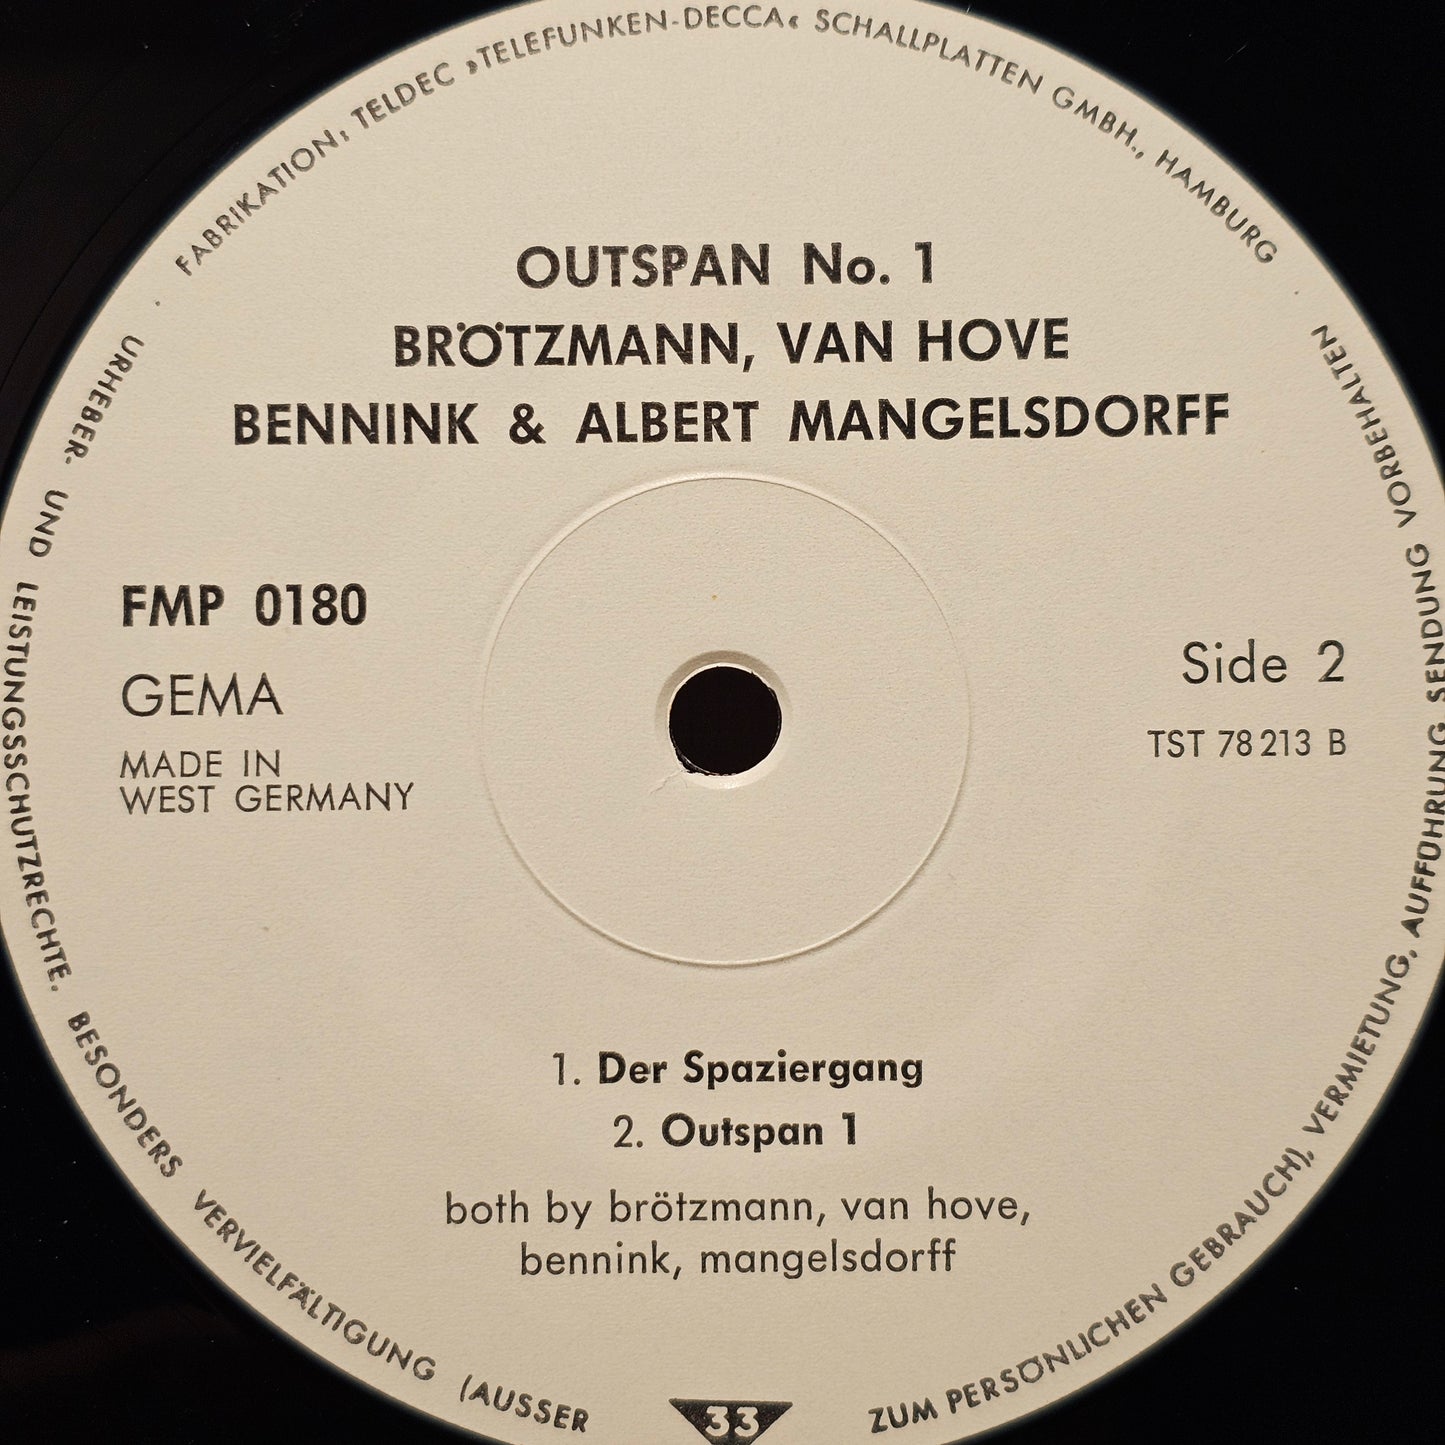 FABRIKATION: TELDEC »TELEFUNKEN-DECCA« SCHALLPLATTEN GMBH., HAMBURG
OUTSPAN No. 1
BRÖTZMANN, VAN HOVE
BENNINK & ALBERT MANGELSDORFF
FMP 0180
GEMA
MADE IN
WEST GERMANY
Side 2
TST 78 213 B
1. Der Spaziergang
2. Outspan 1
both by brötzmann, van hove,
bennink, mangelsdorff
URHEBER- UND LEISTUNGSSCHUTZRECHTE. BESONDERS VERVIELFÄLTIGUNG (AUSSER ZUM PERSÖNLICHEN GEBRAUCH), VERMIETUNG, AUFFÜHRUNG SENDUNG VORBEHALTEN
33